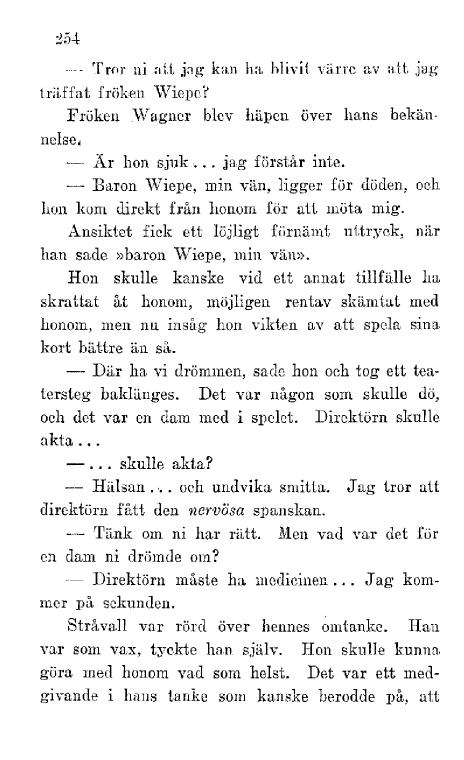 254
— Tror ni att jag kan ha blivit värre av att jag
träffat fröken Wiepe?
Fröken Wagner blev häpen över hans bekän-
nelse.
— Är hon sjuk . . . jag förstår inte.
— Baron Wiepe, min vän, ligger för döden, och
hon kom direkt från honom för att möta mig.
Ansiktet fick ett löjligt förnämt uttryck, när
han sade »baron Wiepe, min vän».
Hon skulle kanske vid ett annat tillfälle ha
skrattat åt honom, möjligen rentav skämtat med
honom, men nu insåg hon vikten av att spela sina
kort bättre än så.
— Där ha vi drömmen, sade hon och tog ett tea-
tersteg baklänges. Det var någon som skulle dö,
och det var en dam med i spelet. Direktörn skulle
akta . . .
— . . . skulle akta?
— Hälsan . . . och undvika smitta. Jag tror att
direktörn fått den nervösa spanskan.
— Tänk om ni har rätt. Men vad var det för
en dam ni drömde om?
— Direktörn måste ha medicinen . . . Jag kom-
mer på sekunden.
Stråvall var rörd över hennes omtanke. Han
var som vax, tyckte han själv. Hon skulle kunna
göra med honom vad som helst. Det var ett med-
givande i hans tanke som kanske berodde på, att